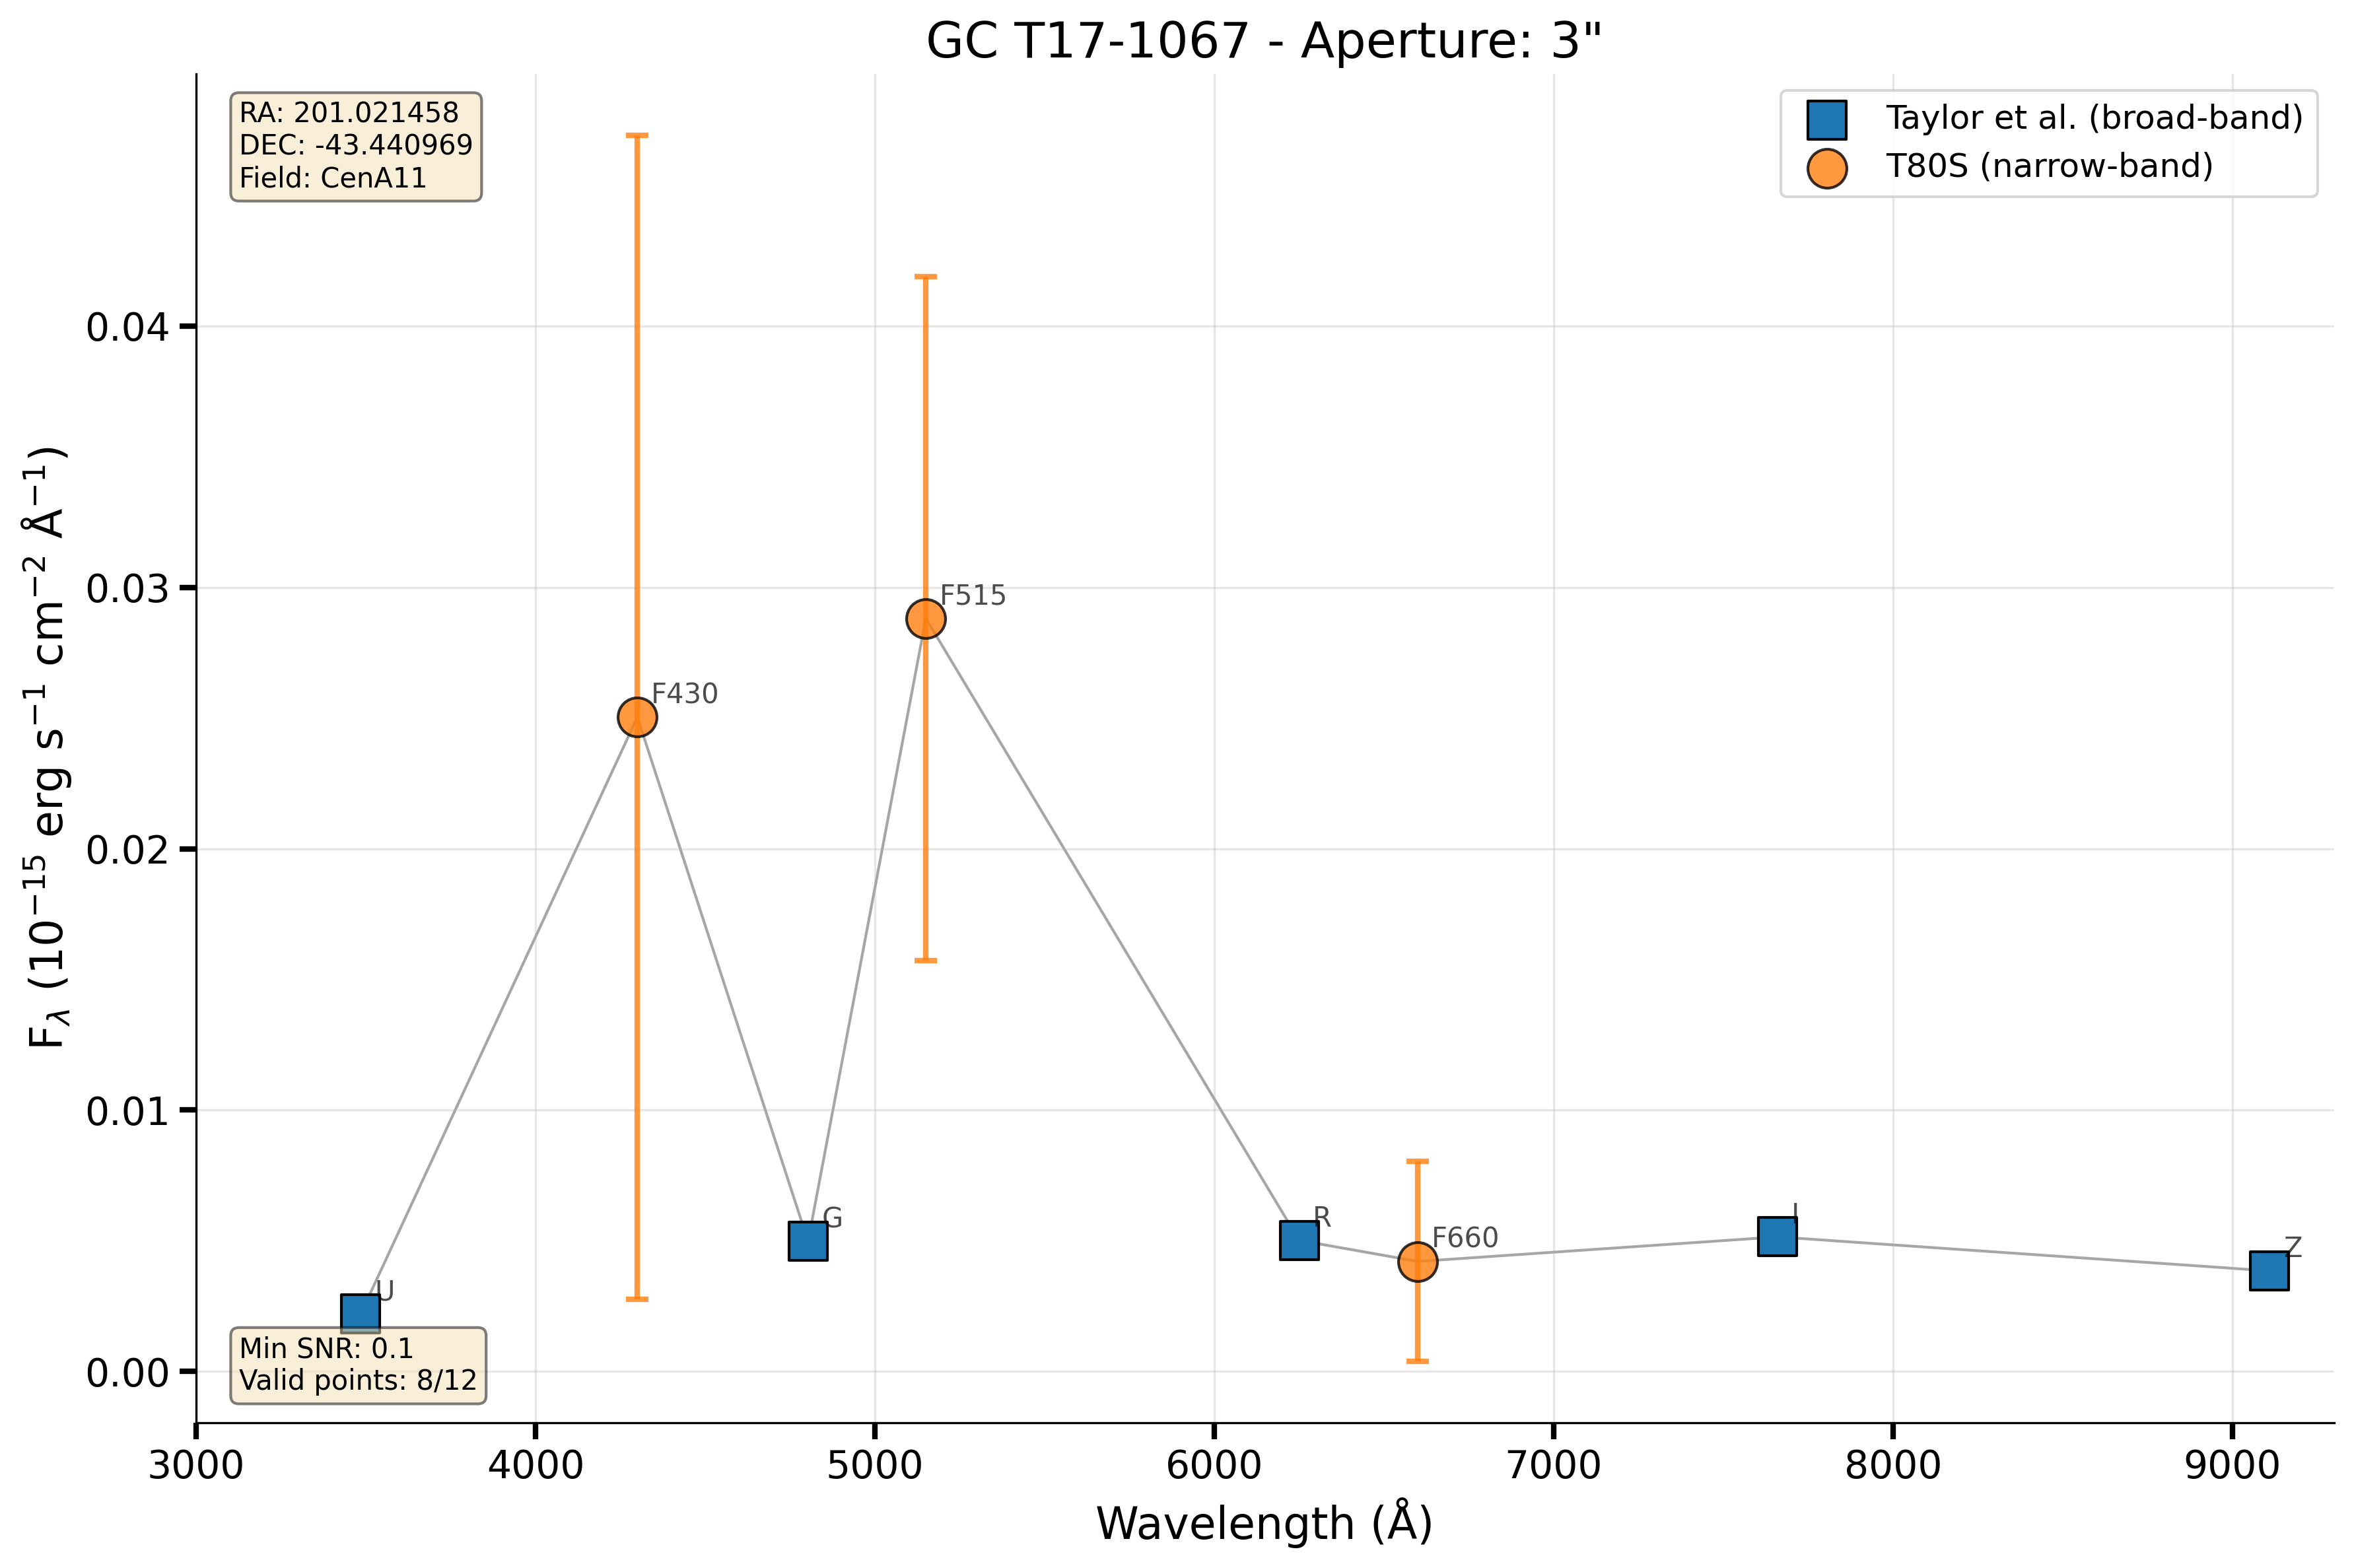 GC T17-1067 - Aperture: 3"
RA: 201.021458
DEC: -43.440969
Field: CenA11
Taylor et al. (broad-band)
T80S (narrow-band)
F_λ (10⁻¹⁵ erg s⁻¹ cm⁻² Å⁻¹)
0.04
0.03
0.02
0.01
0.00
F515
F430
G
R
I
F660
Z
U
Min SNR: 0.1
Valid points: 8/12
3000 4000 5000 6000 7000 8000 9000
Wavelength (Å)